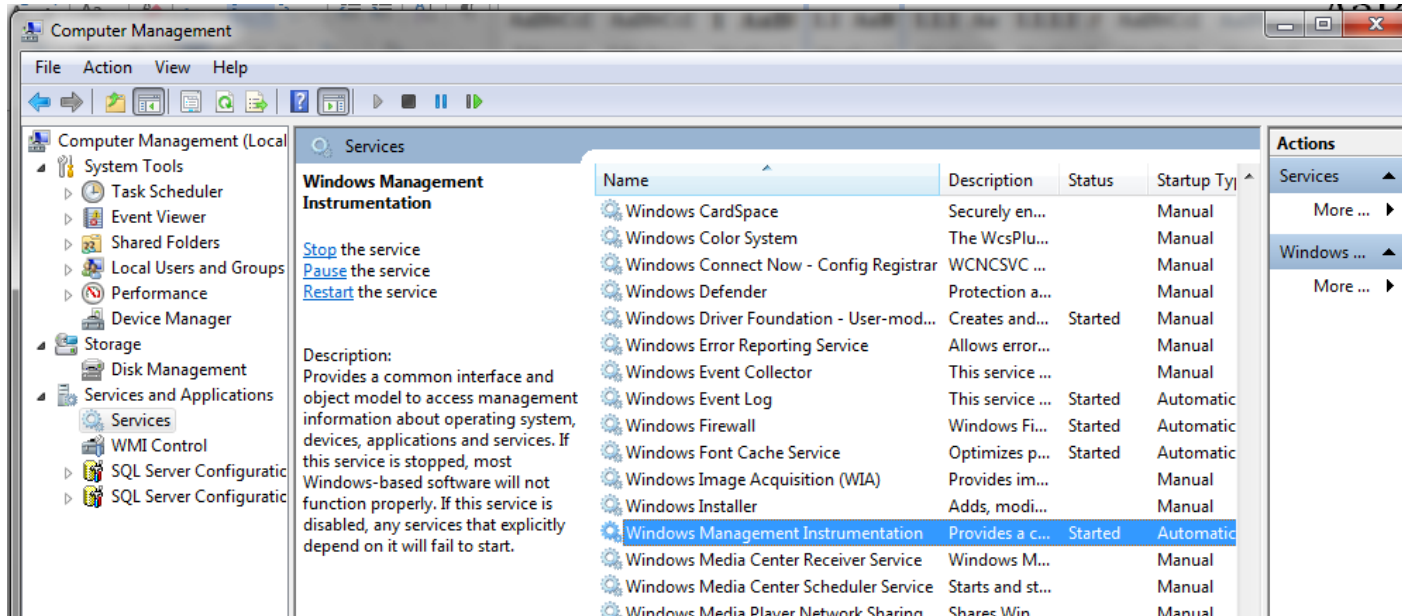 Computer Management
File Action View Help
Computer Management (Local
System Tools
Task Scheduler
Event Viewer
Shared Folders
Local Users and Groups
Performance
Device Manager
Storage
Disk Management
Services and Applications
Services
WMI Control
SQL Server Configuratic
SQL Server Configuratic
Services
Windows Management
Instrumentation
Stop the service
Pause the service
Restart the service
Description:
Provides a common interface and
object model to access management
information about operating system,
devices, applications and services. If
this service is stopped, most
Windows-based software will not
function properly. If this service is
disabled, any services that explicitly
depend on it will fail to start.
Name Description Status Startup Typ
Windows CardSpace Securely en... Manual
Windows Color System The WcsPlu... Manual
Windows Connect Now - Config Registrar WCNCSVC ... Manual
Windows Defender Protection a... Manual
Windows Driver Foundation - User-mod... Creates and... Started Manual
Windows Error Reporting Service Allows error... Manual
Windows Event Collector This service ... Manual
Windows Event Log This service ... Started Automatic
Windows Firewall Windows Fi... Started Automatic
Windows Font Cache Service Optimizes p... Started Automatic
Windows Image Acquisition (WIA) Provides im... Manual
Windows Installer Adds, modi... Manual
Windows Management Instrumentation Provides a c... Started Automatic
Windows Media Center Receiver Service Windows M... Manual
Windows Media Center Scheduler Service Starts and st... Manual
Windows Media Player Network Sharing Shares Win Manual
Actions
Services
More ...
Windows ...
More ...